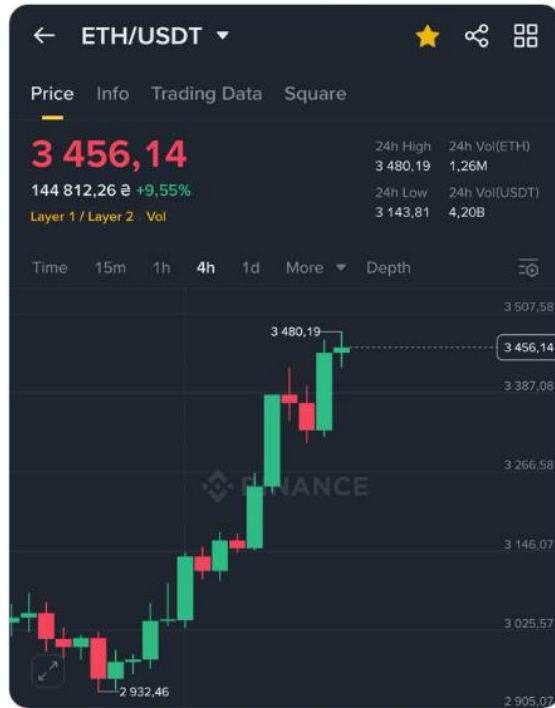 ETH/USDT
Price Info Trading Data Square
3 456,14
144 812,26 ₴ +9,55%
Layer 1 / Layer 2 Vol
24h High 24h Vol(ETH)
3 480,19 1,26M
24h Low 24h Vol(USDT)
3 143,81 4,20B
Time 15m 1h 4h 1d More Depth
3 507,58
3 480,19
3 456,14
3 387,08
3 266,58
BINANCE
3 146,07
3 025,57
2 932,46
2 905,07